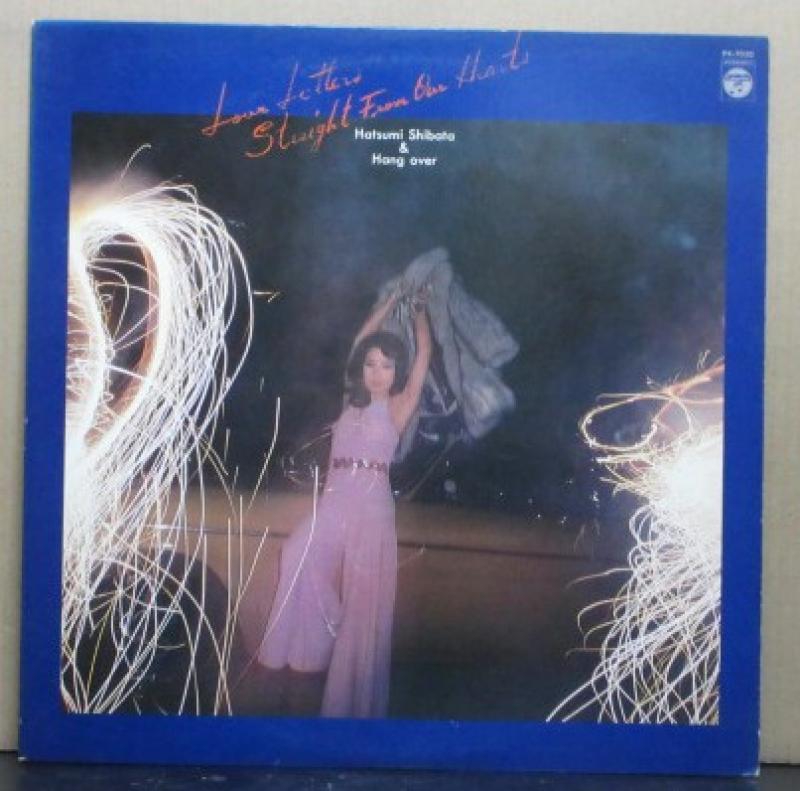 Love Letters
Straight From Our Hearts
Hatsumi Shibata
&
Hang over